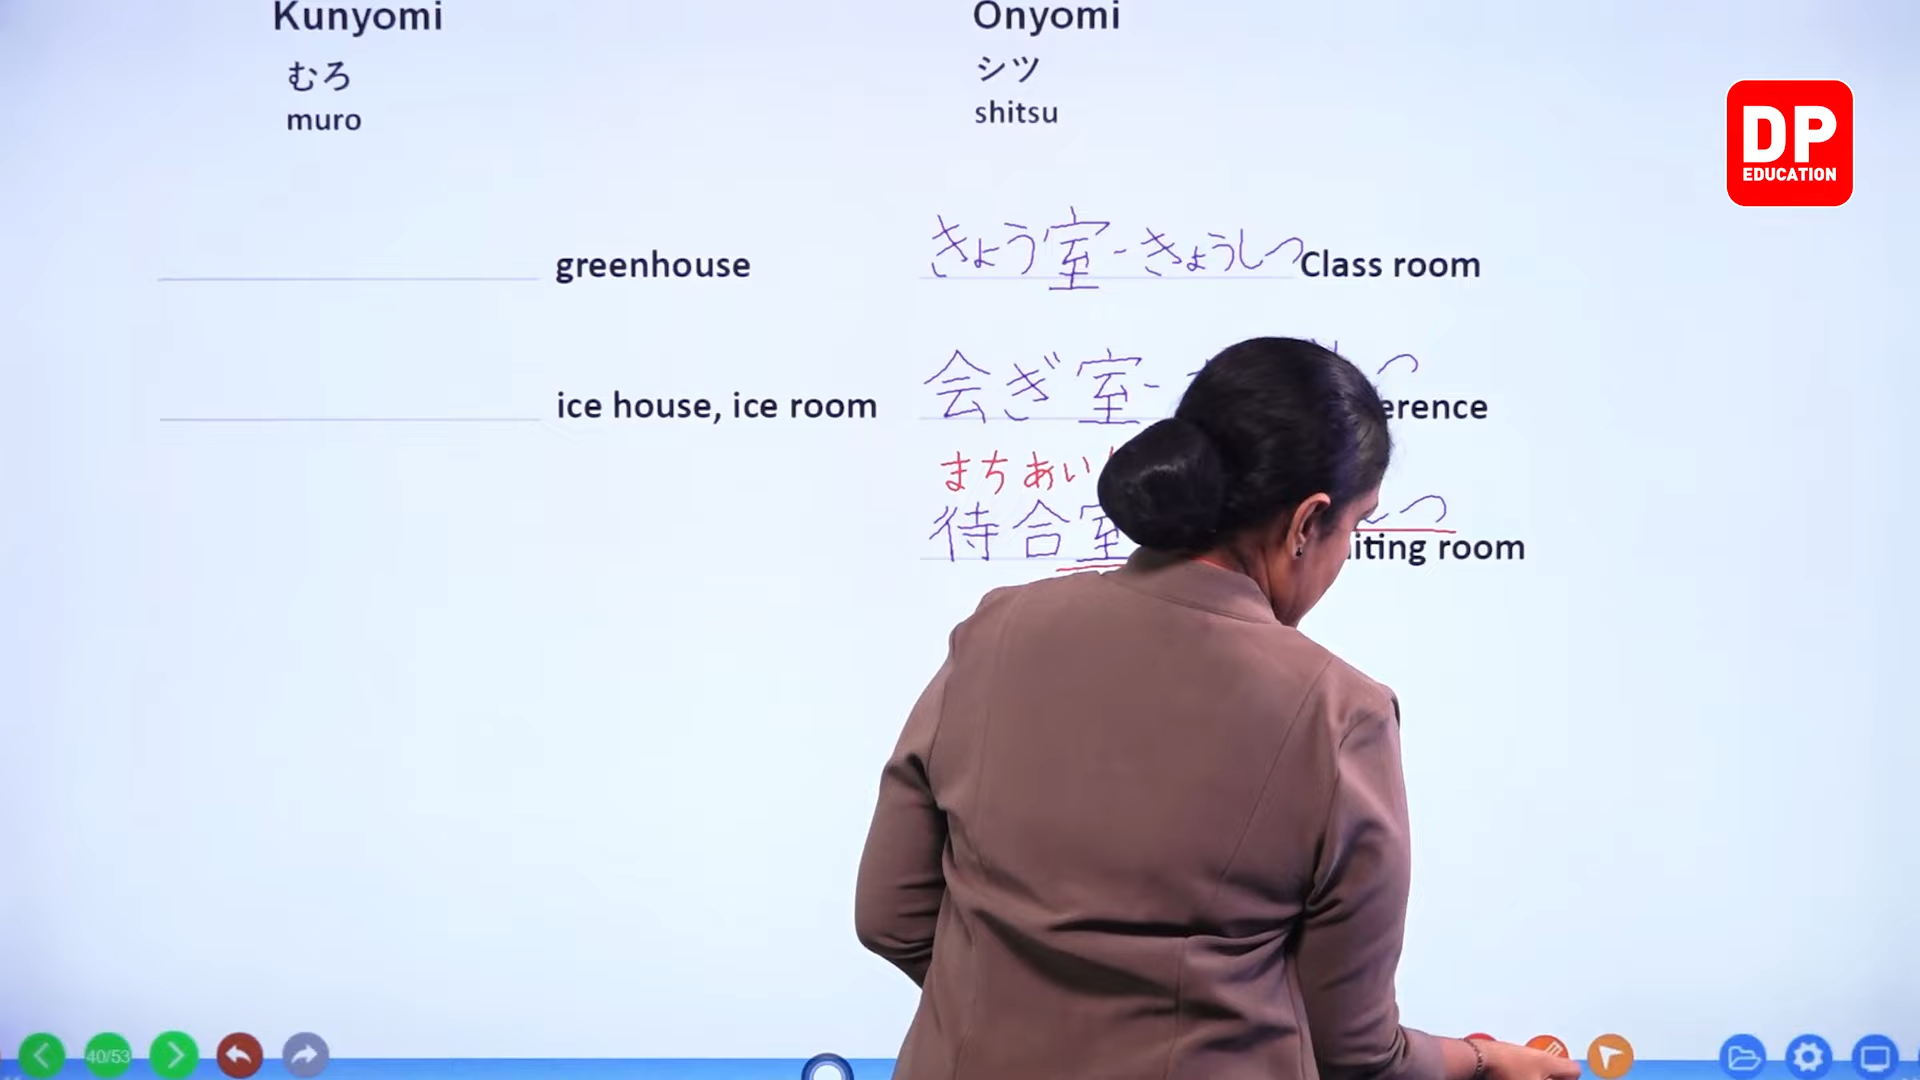 Kunyomi
むろ
muro
greenhouse
ice house, ice room
Onyomi
シツ
shitsu
きょう室-きょうしつ Class room
会ぎ室-
まちあい
待合室
room
DP
EDUCATION
40/53